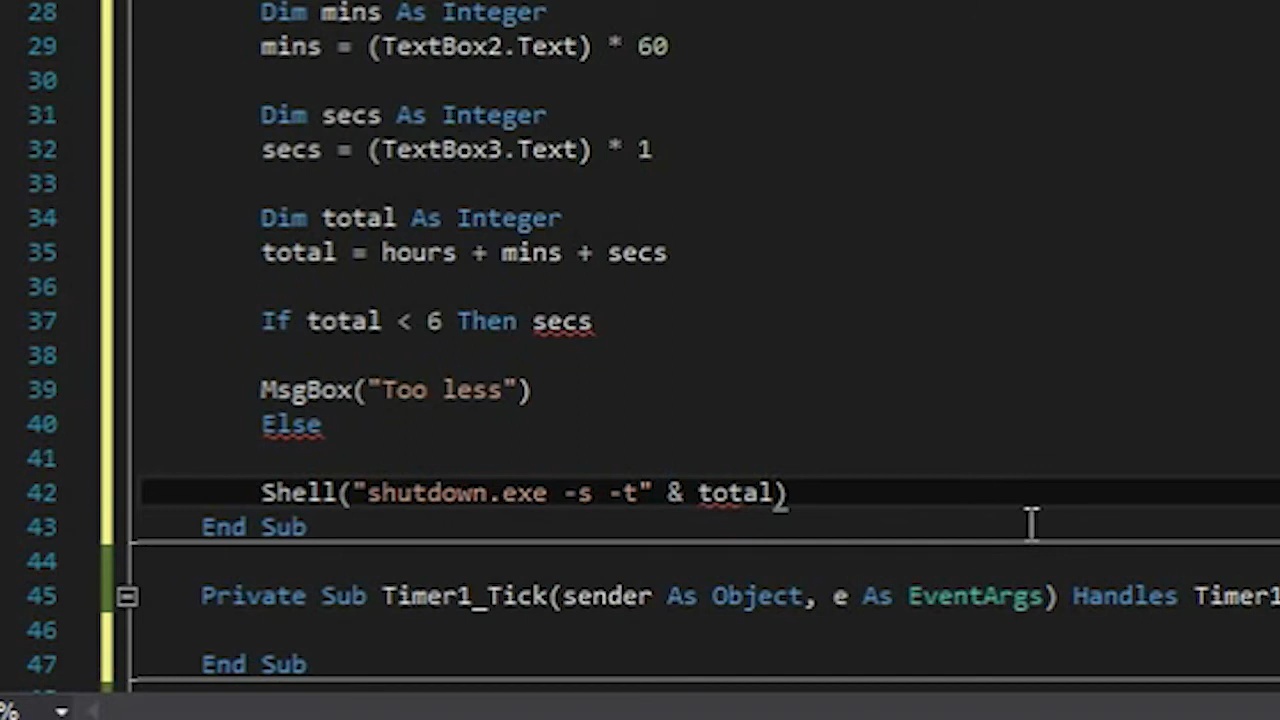 28 Dim mins As Integer
29 mins = (TextBox2.Text) * 60
30
31 Dim secs As Integer
32 secs = (TextBox3.Text) * 1
33
34 Dim total As Integer
35 total = hours + mins + secs
36
37 If total < 6 Then secs
38
39 MsgBox("Too less")
40 Else
41
42 Shell("shutdown.exe -s -t" & total)
43 End Sub
44
45 Private Sub Timer1_Tick(sender As Object, e As EventArgs) Handles Timer1
46
47 End Sub
%